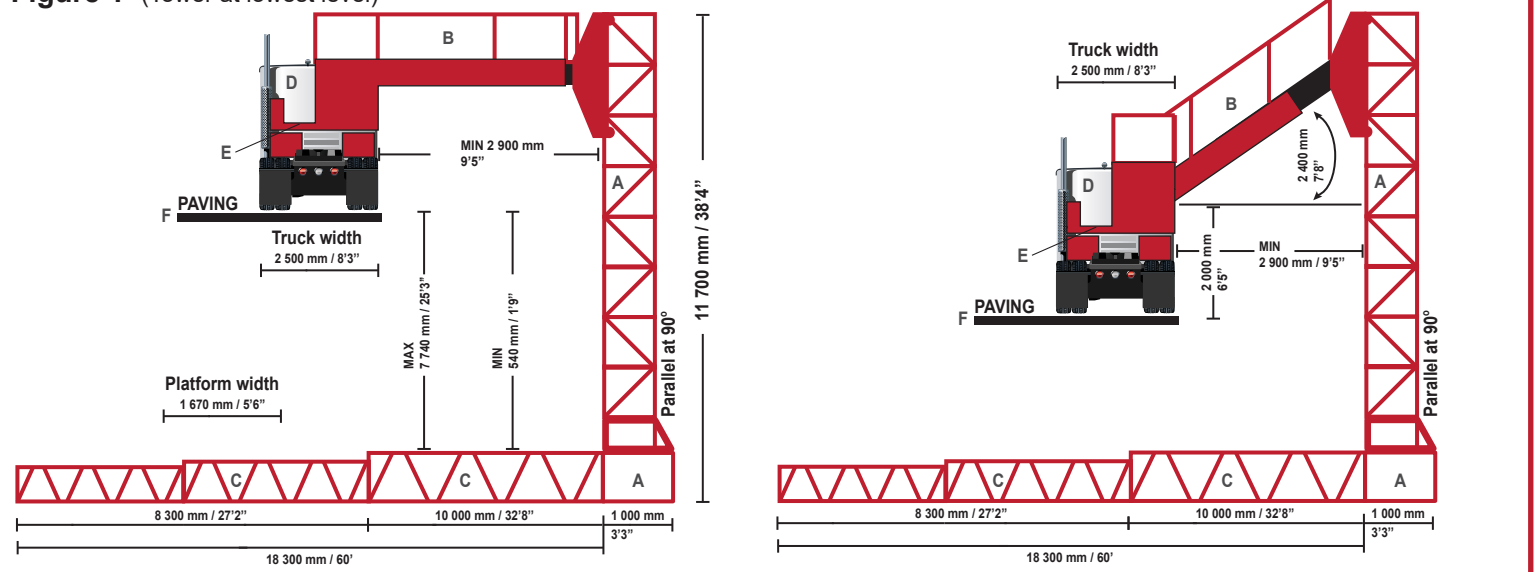 Figure 1 (Tower at lowest level)
B
D
E
MIN 2 900 mm
9’5”
A
F PAVING
Truck width
2 500 mm / 8’3”
MAX
7 740 mm / 25’3”
MIN
540 mm / 1’9”
11 700 mm / 38’4”
Parallel at 90°
Platform width
1 670 mm / 5’6”
C
C
A
8 300 mm / 27’2”
10 000 mm / 32’8”
1 000 mm
3’3”
18 300 mm / 60’
Truck width
2 500 mm / 8’3”
B
D
E
2 400 mm
7’8”
A
MIN
2 900 mm / 9’5”
2 000 mm
6’5”
F PAVING
Parallel at 90°
C
C
A
8 300 mm / 27’2”
10 000 mm / 32’8”
1 000 mm
3’3”
18 300 mm / 60’